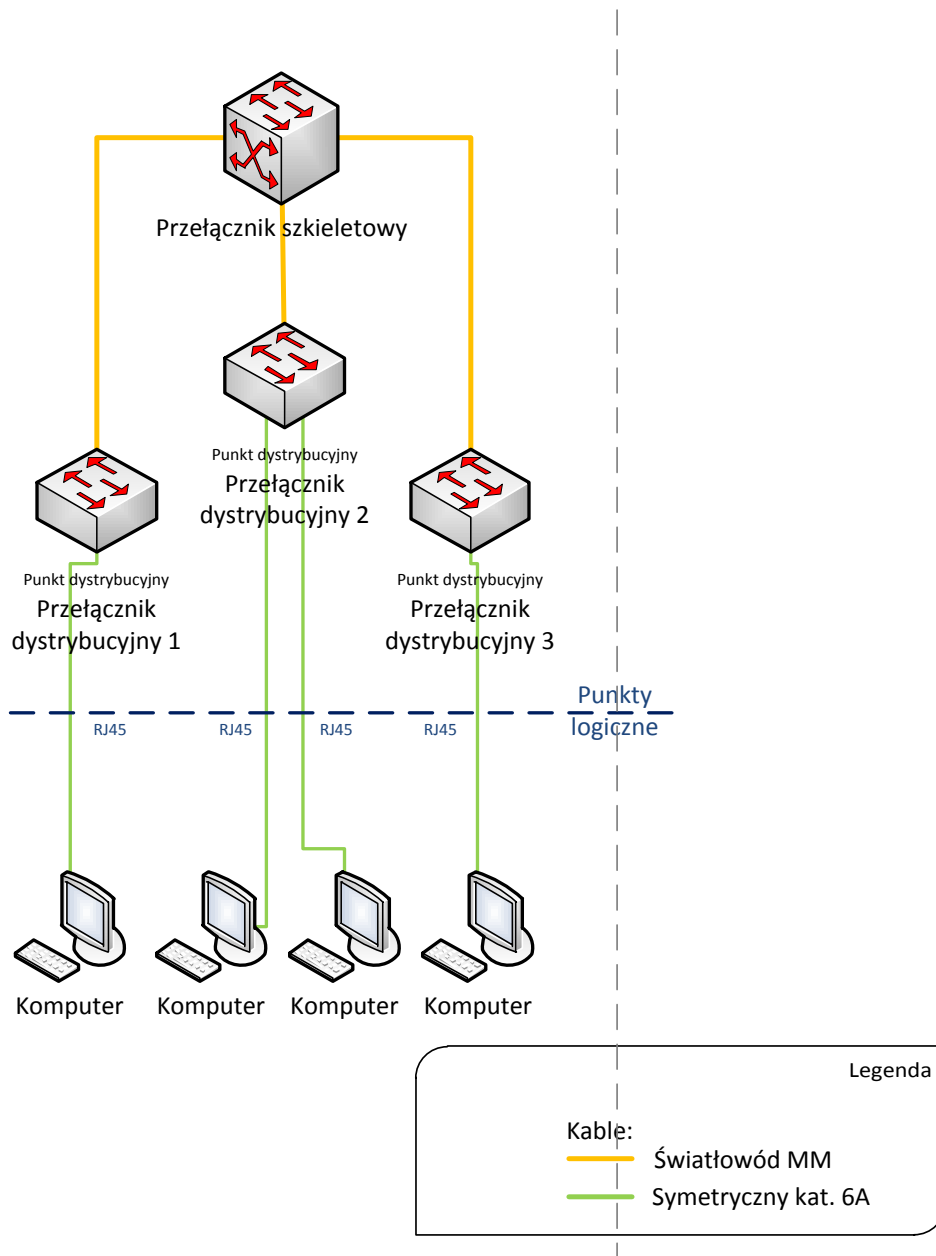 Przełącznik szkieletowy
Punkt dystrybucyjny
Przełącznik
dystrybucyjny 2
Punkt dystrybucyjny
Przełącznik
dystrybucyjny 1
Punkt dystrybucyjny
Przełącznik
dystrybucyjny 3
Punkty
logiczne
RJ45
RJ45
RJ45
RJ45
Komputer
Komputer
Komputer
Komputer
Legenda
Kable:
Światłowód MM
Symetryczny kat. 6A